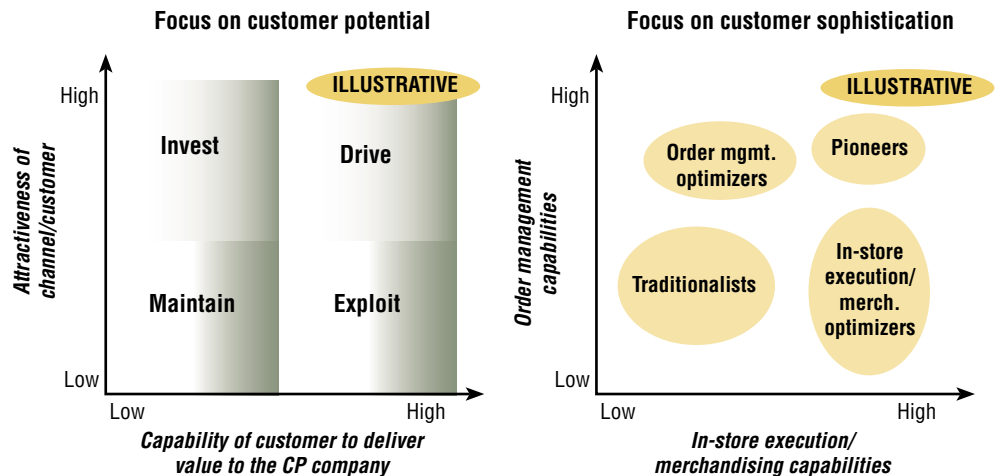 Focus on customer potential
High
ILLUSTRATIVE
Invest
Drive
Attractiveness of
channel/customer
Maintain
Exploit
Low
Low
High
Capability of customer to deliver
value to the CP company
Focus on customer sophistication
High
ILLUSTRATIVE
Order mgmt.
optimizers
Pioneers
Order management
capabilities
Traditionalists
In-store
execution/
merch.
optimizers
Low
Low
High
In-store execution/
merchandising capabilities